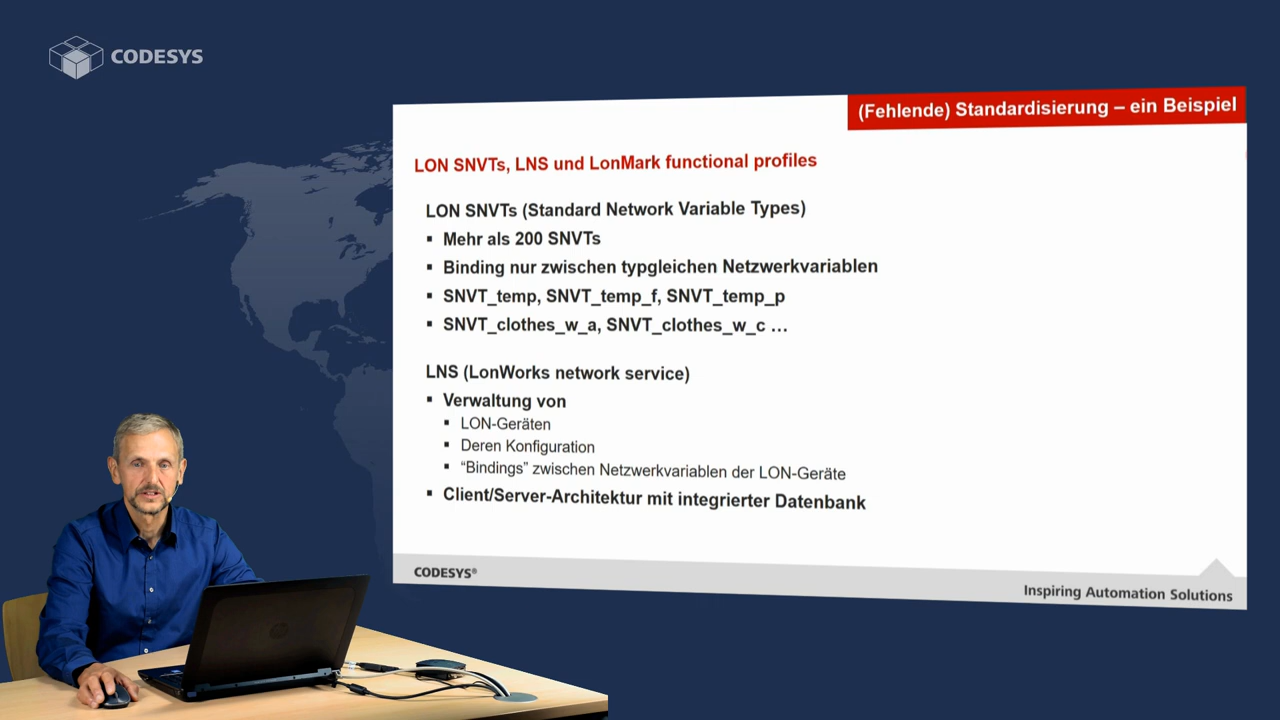 CODESYS
(Fehlende) Standardisierung – ein Beispiel
LON SNVTs, LNS und LonMark functional profiles
LON SNVTs (Standard Network Variable Types)
▪ Mehr als 200 SNVTs
▪ Binding nur zwischen typgleichen Netzwerkvariablen
▪ SNVT_temp, SNVT_temp_f, SNVT_temp_p
▪ SNVT_clothes_w_a, SNVT_clothes_w_c …
LNS (LonWorks network service)
▪ Verwaltung von
▪ LON-Geräten
▪ Deren Konfiguration
▪ “Bindings” zwischen Netzwerkvariablen der LON-Geräte
▪ Client/Server-Architektur mit integrierter Datenbank
CODESYS®
Inspiring Automation Solutions